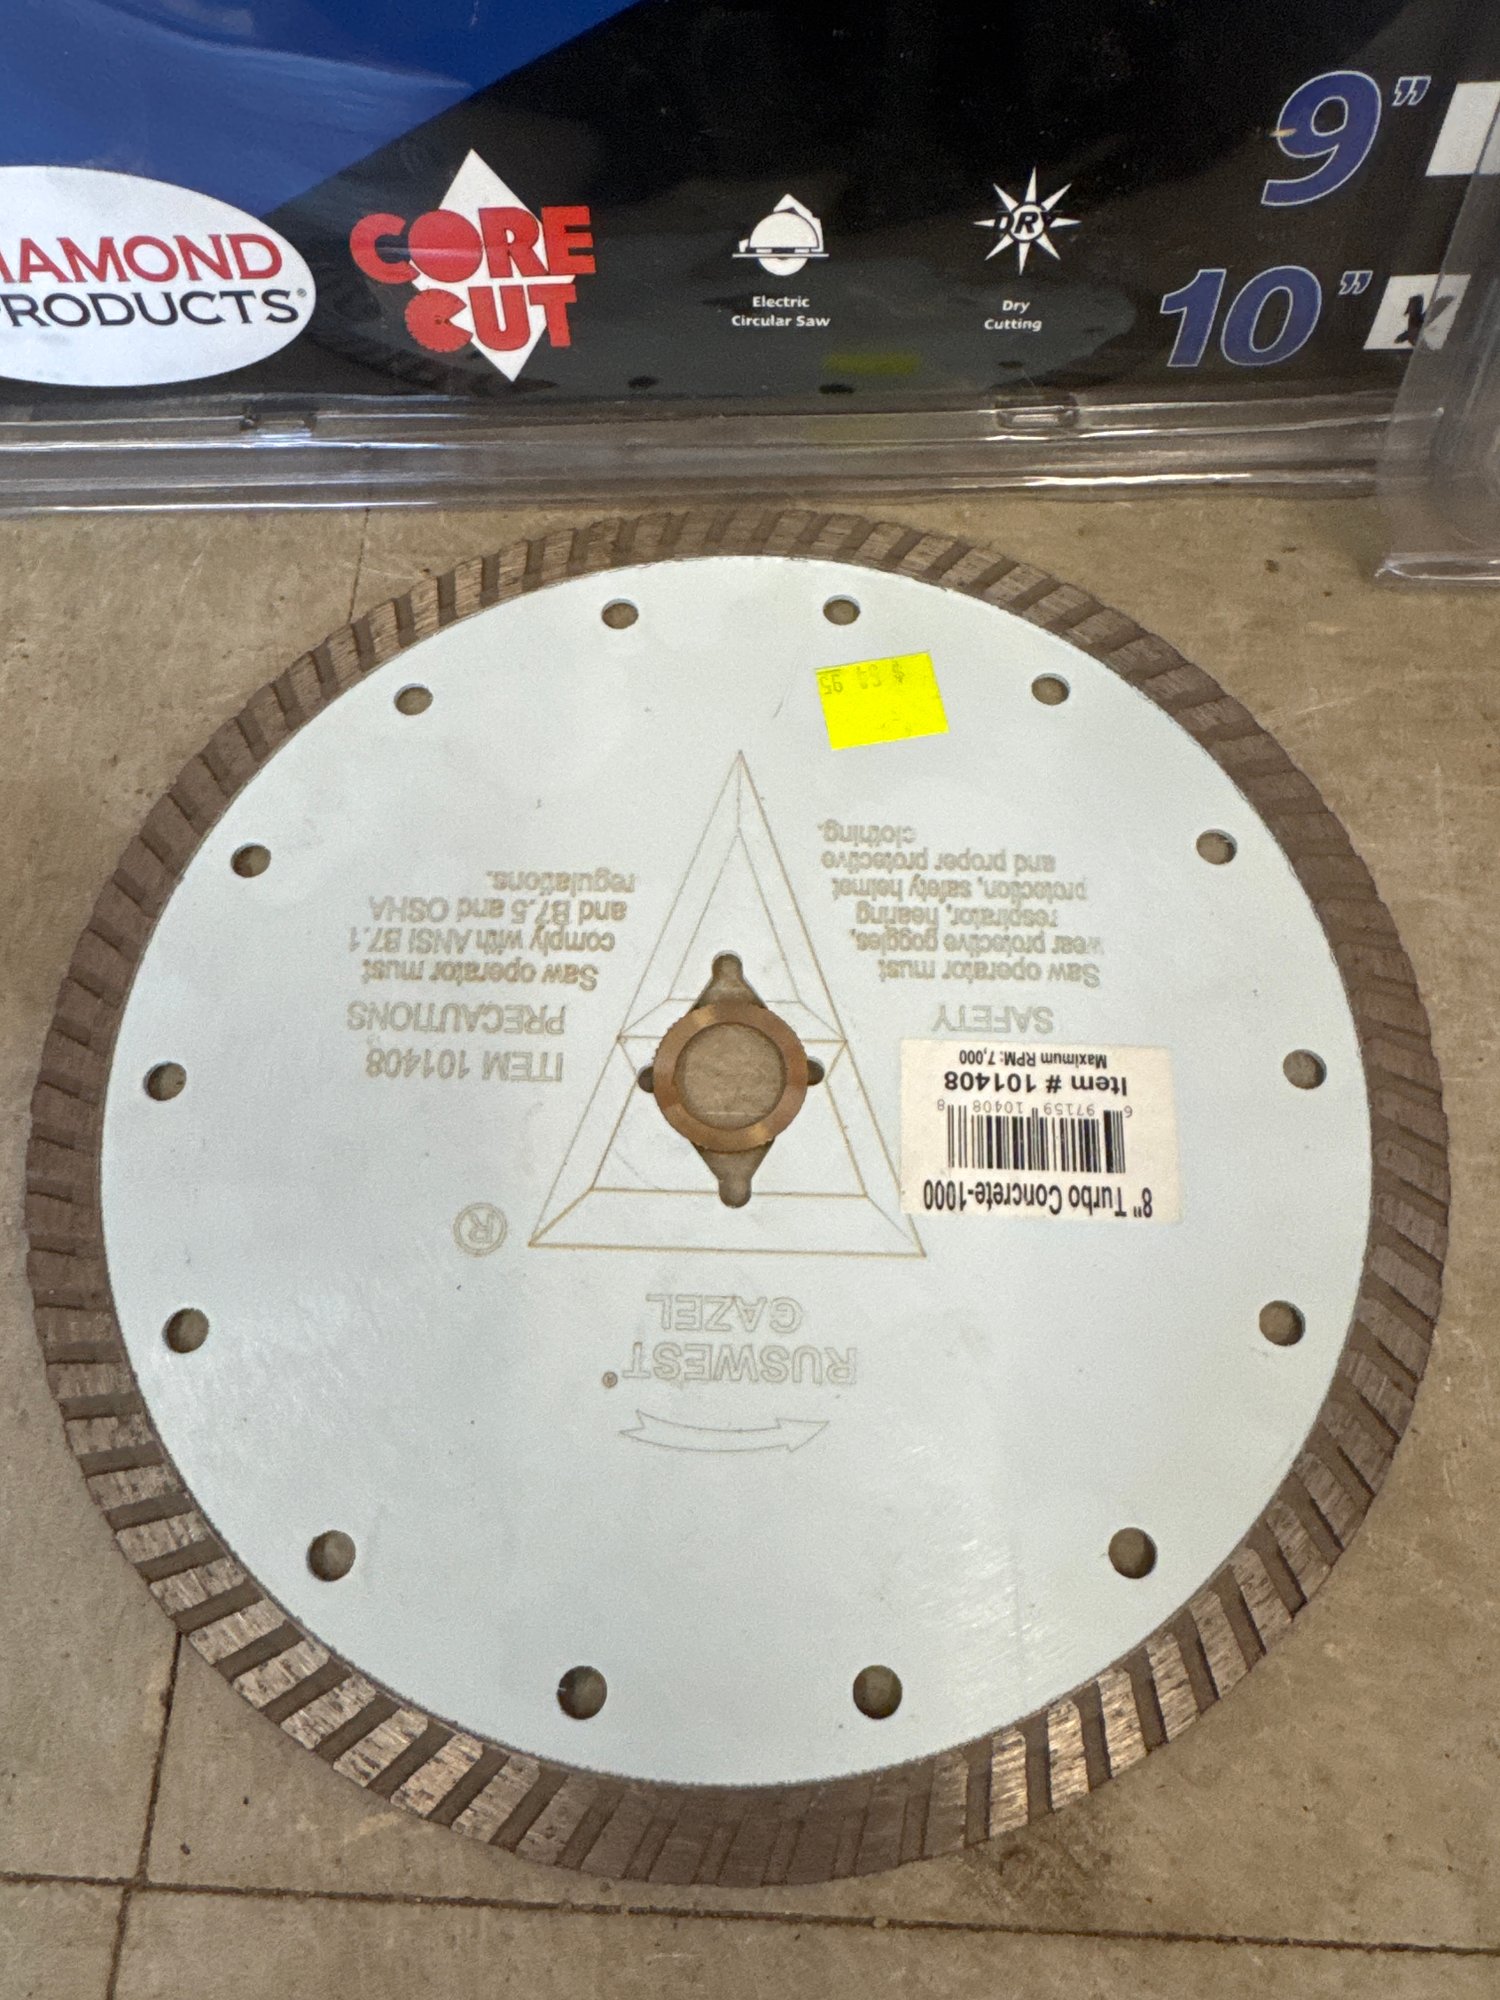 IAMOND
PRODUCTS®
CORE
CUT
Electric
Circular Saw
DRY
Dry
Cutting
9"
10" X
RUSWEST®
GAZEL
®
8" Turbo Concrete-1000
6 97159 10408 8
Item # 101408
Maximum RPM: 7,000
SAFETY
Saw operator must
wear protective goggles,
respirator, hearing
protection, safety helmet
and proper protective
clothing.
ITEM 101408
PRECAUTIONS
Saw operator must
comply with ANSI B7.1
and B7.5 and OSHA
regulations.